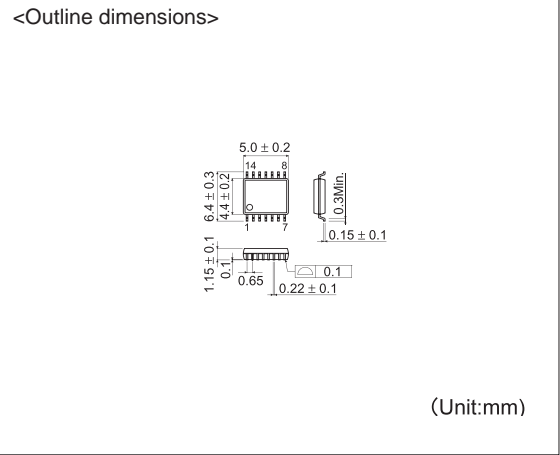 <Outline dimensions>
5.0 ± 0.2
14 8
6.4 ± 0.3
4.4 ± 0.2
0.3Min.
1 7
0.15 ± 0.1
1.15 ± 0.1
0.1
0.65
0.1
0.22 ± 0.1
(Unit:mm)